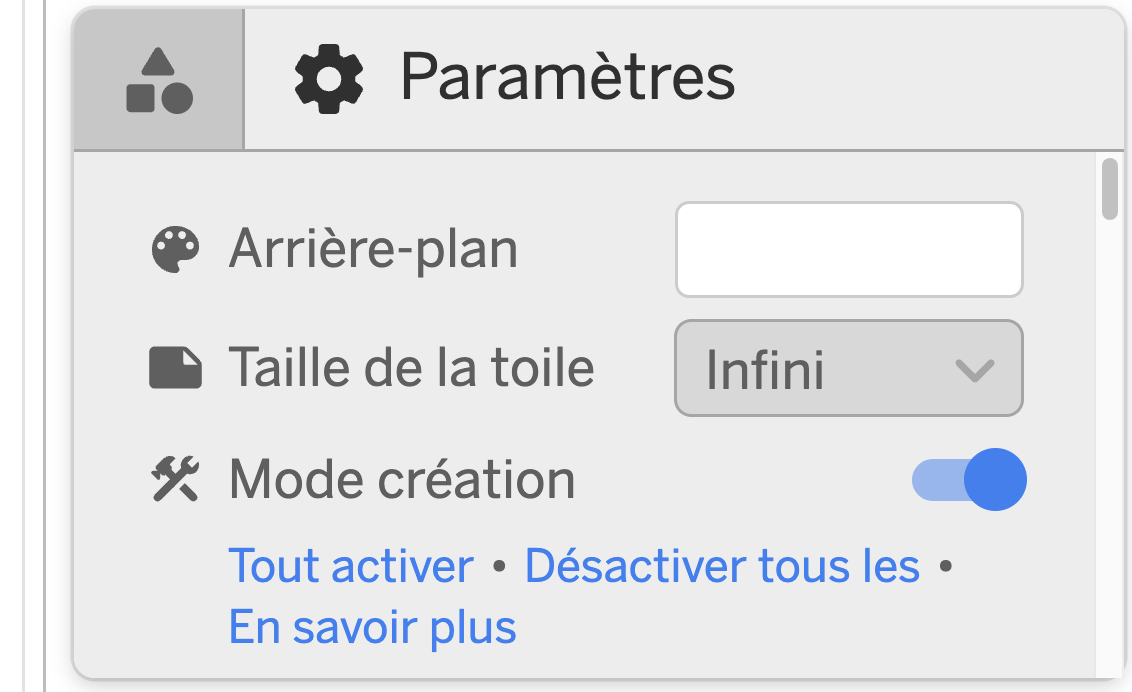 Paramètres
Arrière-plan
Taille de la toile Infini
Mode création
Tout activer • Désactiver tous les •
En savoir plus